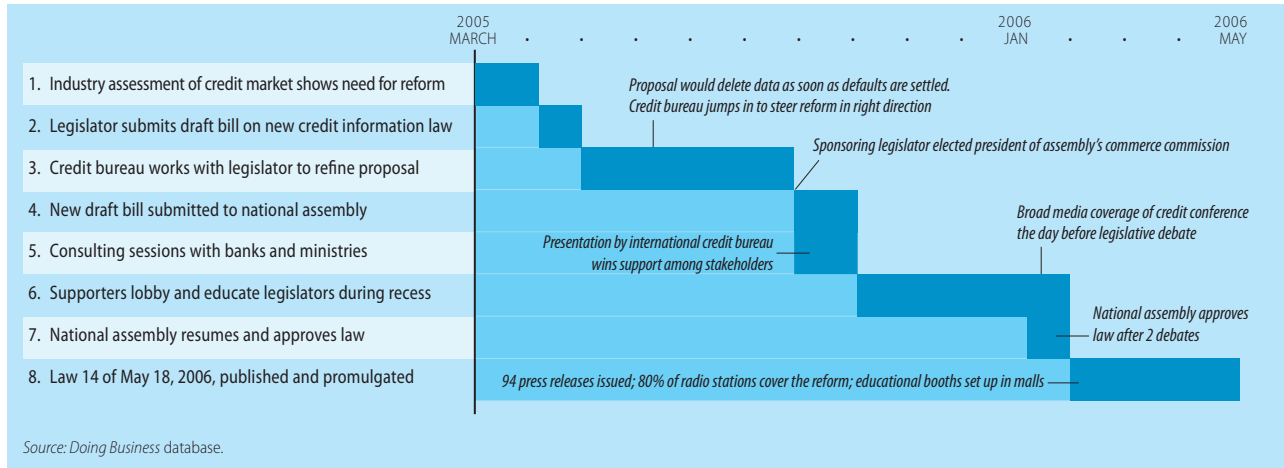 2005
MARCH
2006
JAN
2006
MAY
1. Industry assessment of credit market shows need for reform
Proposal would delete data as soon as defaults are settled.
Credit bureau jumps in to steer reform in right direction
2. Legislator submits draft bill on new credit information law
Sponsoring legislator elected president of assembly's commerce commission
3. Credit bureau works with legislator to refine proposal
4. New draft bill submitted to national assembly
Broad media coverage of credit conference
the day before legislative debate
5. Consulting sessions with banks and ministries
Presentation by international credit bureau
wins support among stakeholders
6. Supporters lobby and educate legislators during recess
National assembly approves
law after 2 debates
7. National assembly resumes and approves law
8. Law 14 of May 18, 2006, published and promulgated
94 press releases issued; 80% of radio stations cover the reform; educational booths set up in malls
Source: Doing Business database.